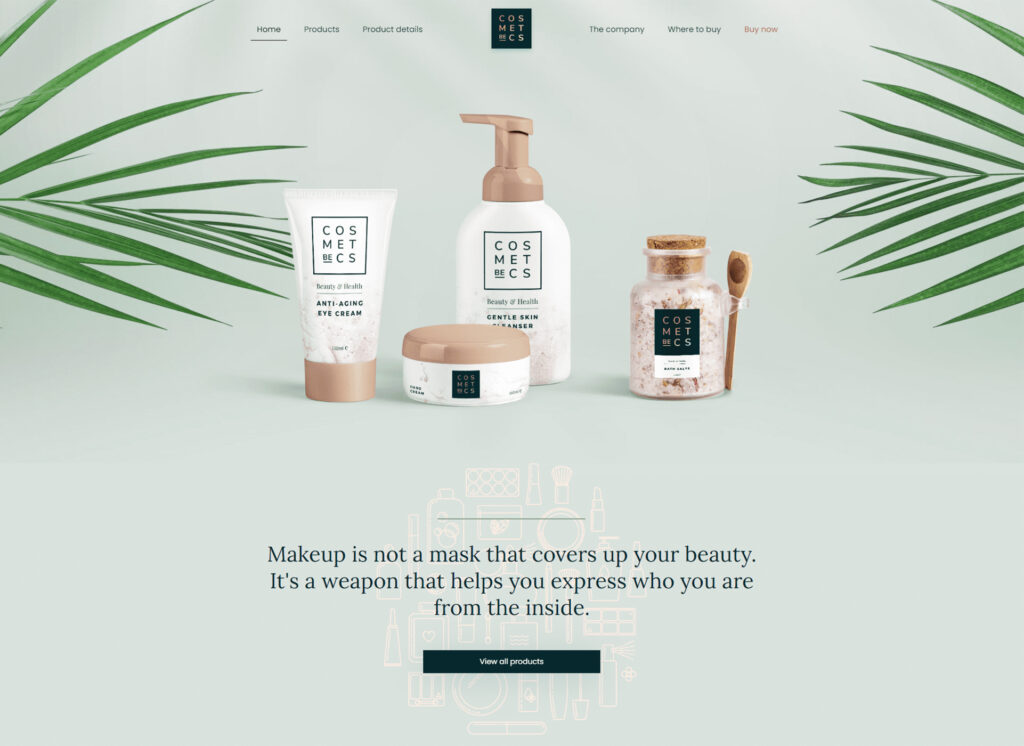 Home
Products
Product details
COS
MET
BE CS
The company
Where to buy
Buy now
COS
MET
BE CS
Beauty & Health
ANTI-AGING
EYE CREAM
COS
MET
BE CS
Beauty & Health
GENTLE SKIN
CLEANSER
COS
MET
BE CS
HAND
CREAM
COS
MET
BE CS
BATH SALTS
Makeup is not a mask that covers up your beauty.
It's a weapon that helps you express who you are
from the inside.
View all products